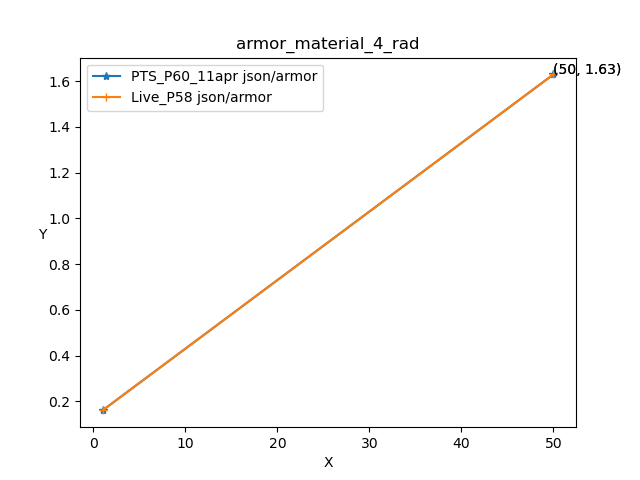 armor_material_4_rad
PTS_P60_11apr json/armor
Live_P58 json/armor
(50, 1.63)
1.6
1.4
1.2
1.0
0.8
0.6
0.4
0.2
Y
0 10 20 30 40 50
X